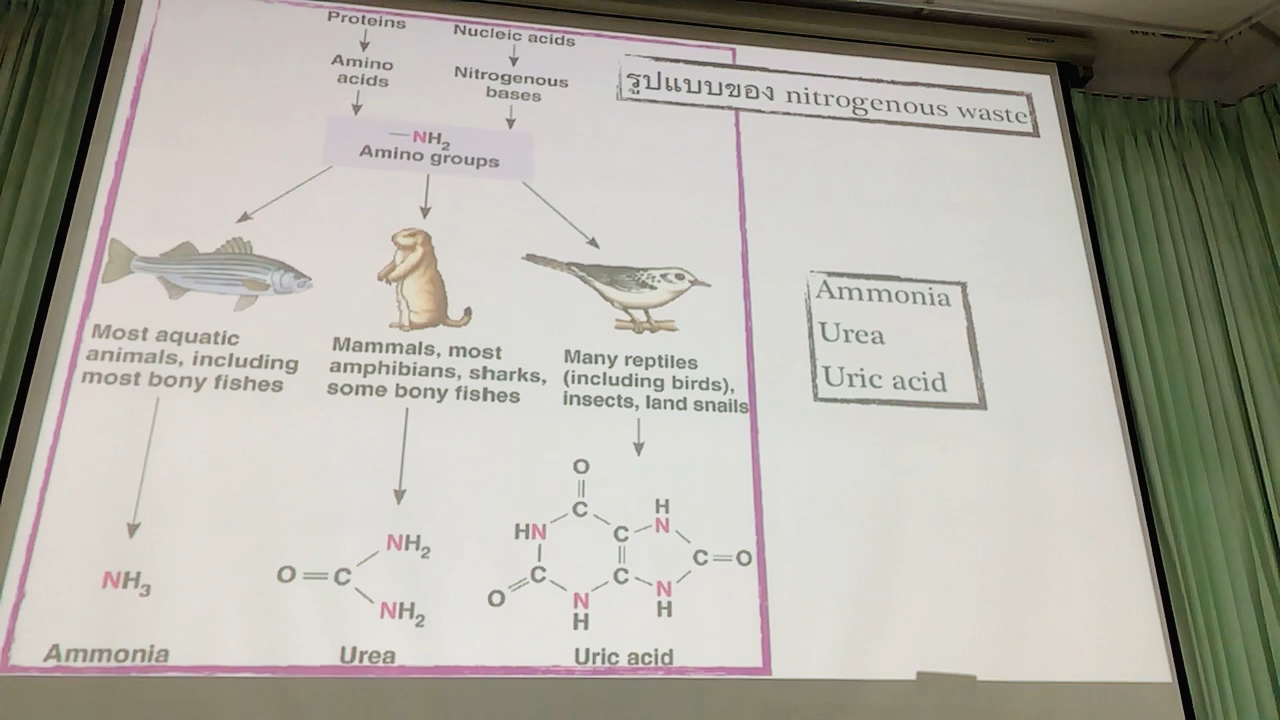 Proteins
Nucleic acids
รูปแบบของ nitrogenous waste
Amino
acids
Nitrogenous
bases
—NH₂
Amino groups
Most aquatic
animals, including
most bony fishes
Mammals, most
amphibians, sharks,
some bony fishes
Many reptiles
(including birds),
insects, land snails
Ammonia
Urea
Uric acid
NH₃
Ammonia
O=C
NH₂
NH₂
Urea
O
C
HN
C
H
N
C=O
C
C
O
N
H
N
H
Uric acid